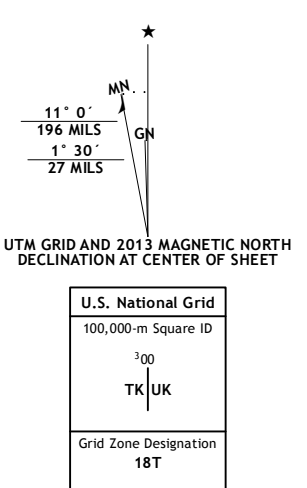 ★
MN
11° 0´
196 MILS
GN
1° 30´
27 MILS
UTM GRID AND 2013 MAGNETIC NORTH
DECLINATION AT CENTER OF SHEET
U.S. National Grid
100,000-m Square ID
³00
TK UK
Grid Zone Designation
18T